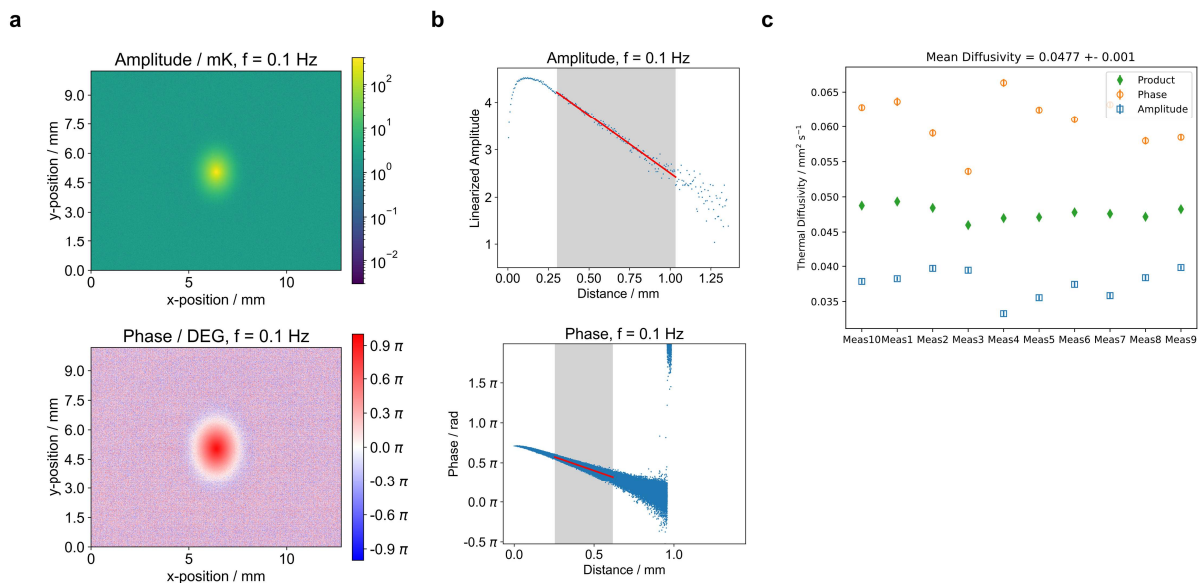 a
Amplitude / mK, f = 0.1 Hz
y-position / mm
9.0
7.5
6.0
4.5
3.0
1.5
0.0
0
5
10
x-position / mm
10²
10¹
10⁰
10⁻¹
10⁻²
Phase / DEG, f = 0.1 Hz
y-position / mm
9.0
7.5
6.0
4.5
3.0
1.5
0.0
0
5
10
x-position / mm
0.9 π
0.6 π
0.3 π
0.0 π
-0.3 π
-0.6 π
-0.9 π
b
Amplitude, f = 0.1 Hz
Linearized Amplitude
4
3
2
1
0.00
0.25
0.50
0.75
1.00
1.25
Distance / mm
Phase, f = 0.1 Hz
Phase / rad
1.5 π
1.0 π
0.5 π
0.0 π
-0.5 π
0.0
0.5
1.0
Distance / mm
c
Mean Diffusivity = 0.0477 +- 0.001
Thermal Diffusivity / mm² s⁻¹
0.065
0.060
0.055
0.050
0.045
0.040
0.035
Product
Phase
Amplitude
Meas10 Meas1 Meas2 Meas3 Meas4 Meas5 Meas6 Meas7 Meas8 Meas9